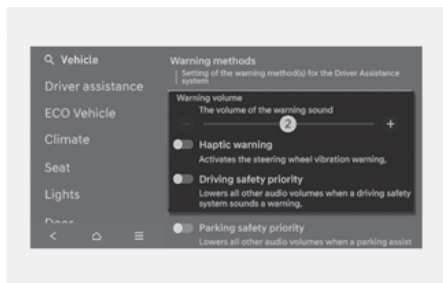 Vehicle
Driver assistance
ECO Vehicle
Climate
Seat
Lights
Door
Warning methods
Setting of the warning method(s) for the Driver Assistance
system
Warning volume
The volume of the warning sound
− 2 +
Haptic warning
Activates the steering wheel vibration warning.
Driving safety priority
Lowers all other audio volumes when a driving safety
system sounds a warning.
Parking safety priority
Lowers all other audio volumes when a parking assist